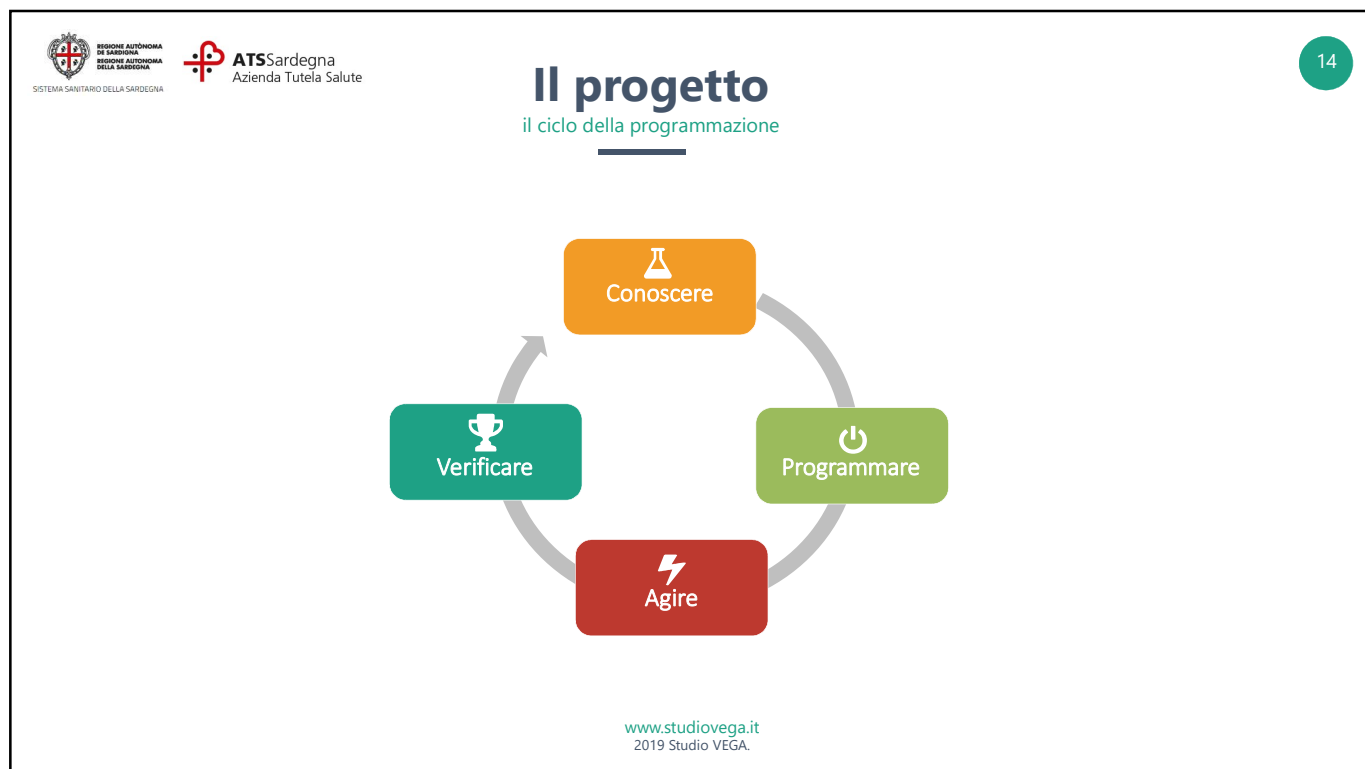 REGIONE AUTÒNOMA
DE SARDIGNA
REGIONE AUTONOMA
DELLA SARDEGNA
SISTEMA SANITARIO DELLA SARDEGNA
ATSSardegna
Azienda Tutela Salute
14
Il progetto
il ciclo della programmazione
Conoscere
Verificare
Programmare
Agire
www.studiovega.it
2019 Studio VEGA.